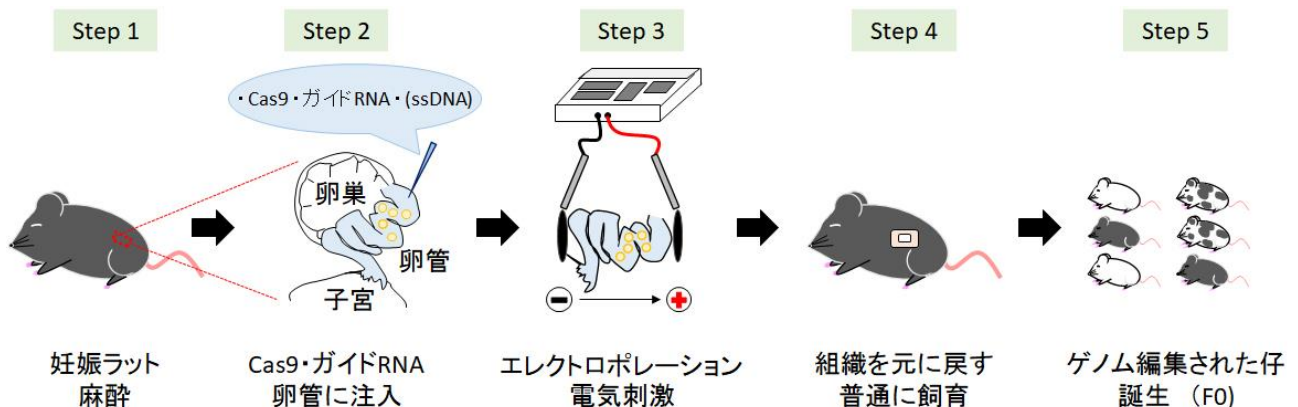 Step 1
Step 2
Step 3
Step 4
Step 5
・Cas9・ガイドRNA・(ssDNA)
卵巣
卵管
子宮
妊娠ラット
麻酔
Cas9・ガイドRNA
卵管に注入
エレクトロポレーション
電気刺激
組織を元に戻す
普通に飼育
ゲノム編集された仔
誕生 （F0)